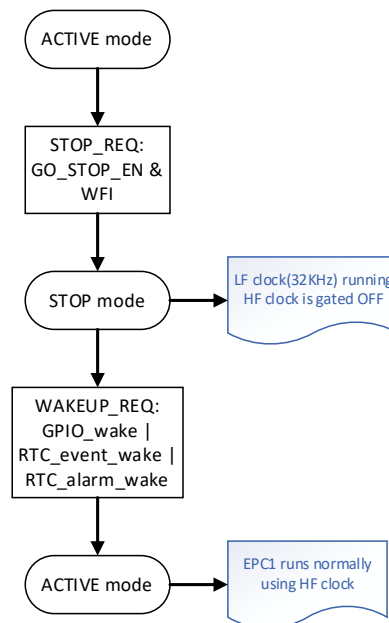 ACTIVE mode
STOP_REQ:
GO_STOP_EN &
WFI
STOP mode
LF clock(32KHz) running
HF clock is gated OFF
WAKEUP_REQ:
GPIO_wake |
RTC_event_wake |
RTC_alarm_wake
ACTIVE mode
EPC1 runs normally
using HF clock